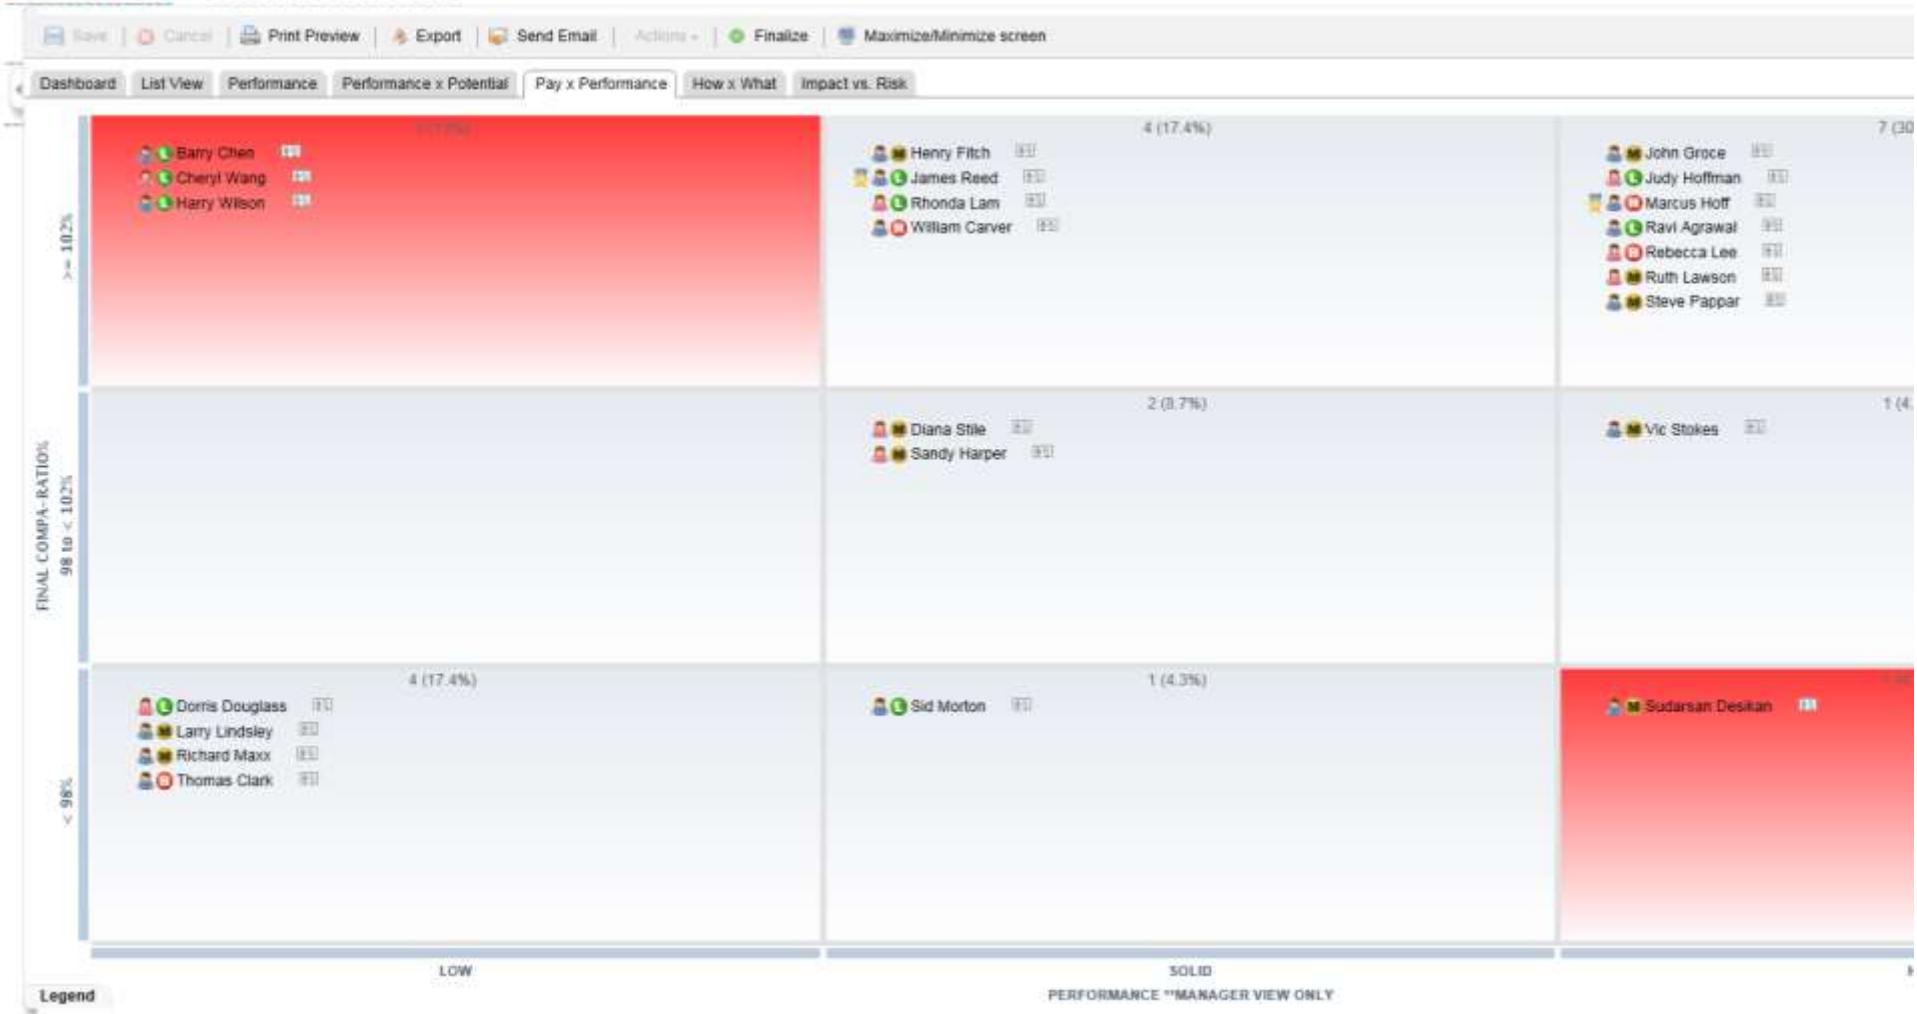 Save Cancel Print Preview Export Send Email Actions Finalize Maximize/Minimize screen
Dashboard List View Performance Performance x Potential Pay x Performance How x What Impact vs. Risk
FINAL COMPA-RATIO%
>= 102%
Barry Chen
Cheryl Wang
Harry Wilson
4 (17.4%)
Henry Fitch
James Reed
Rhonda Lam
William Carver
7 (30
John Groce
Judy Hoffman
Marcus Hoff
Ravi Agrawal
Rebecca Lee
Ruth Lawson
Steve Pappar
98 to < 102%
2 (8.7%)
Diana Stile
Sandy Harper
1 (4.
Vic Stokes
< 98%
4 (17.4%)
Dorris Douglass
Larry Lindsley
Richard Maxx
Thomas Clark
1 (4.3%)
Sid Morton
Sudarsan Desikan
LOW SOLID H
PERFORMANCE **MANAGER VIEW ONLY
Legend